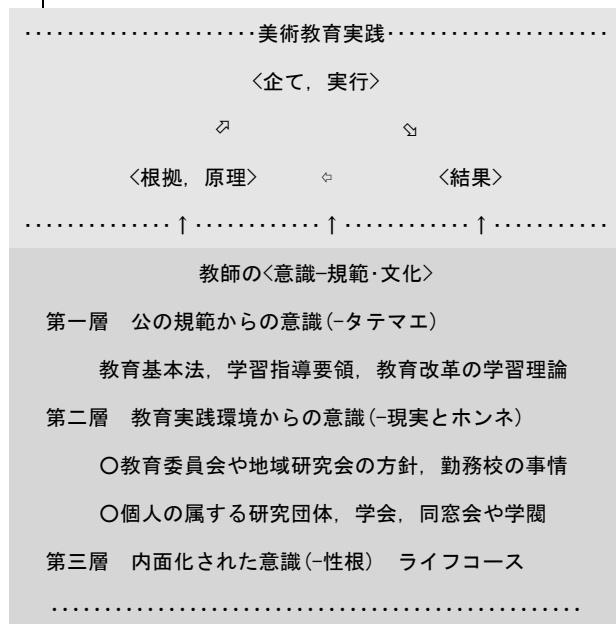 ······················美術教育実践·····················
<企て，実行>
⬀ ⬂
<根拠，原理> ⇦ <結果>
·············· ↑ ············ ↑ ············ ↑ ···········
教師の<意識−規範･文化>
第一層　公の規範からの意識(−タテマエ)
教育基本法，学習指導要領，教育改革の学習理論
第二層　教育実践環境からの意識(−現実とホンネ)
○教育委員会や地域研究会の方針，勤務校の事情
○個人の属する研究団体，学会，同窓会や学閥
第三層　内面化された意識(−性根)　ライフコース
··················································